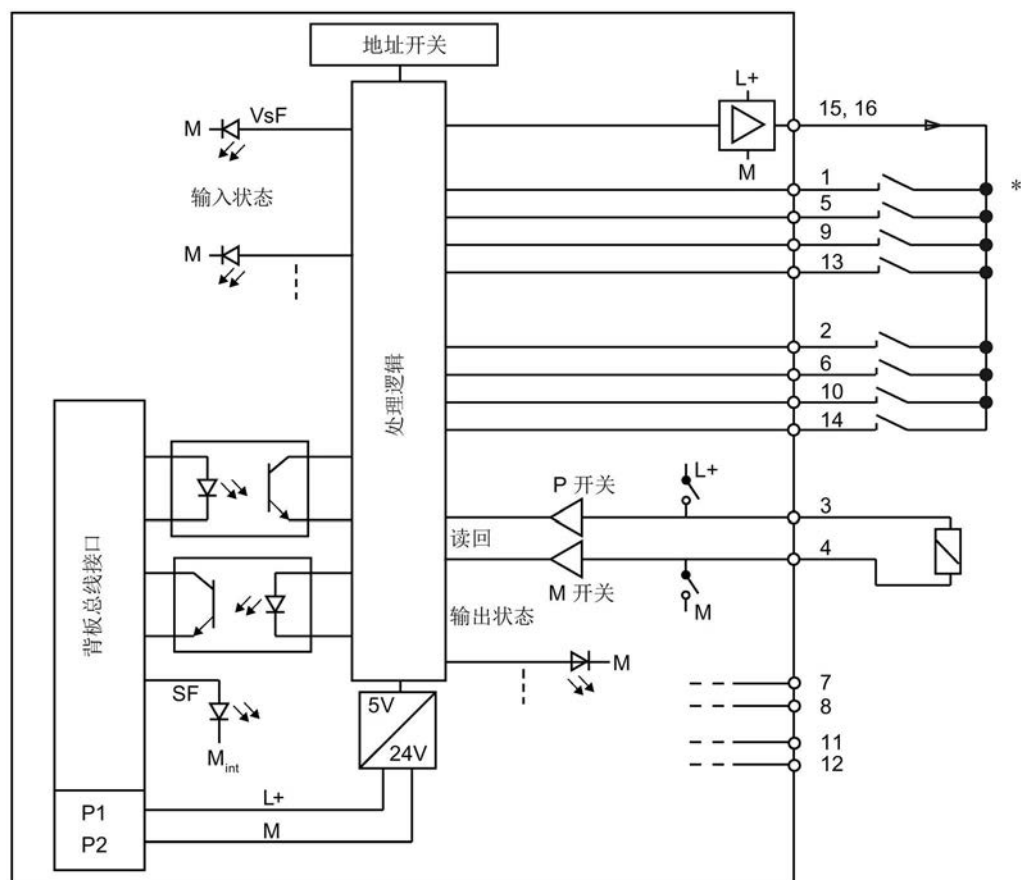 地址开关
L+
VsF
M
15, 16
M
输入状态
1
*
5
9
M
13
2
处理逻辑
6
10
14
背板总线接口
P 开关
L+
3
读回
4
M 开关
M
输出状态
M
SF
7
5V
8
24V
11
Mint
12
L+
P1
M
P2